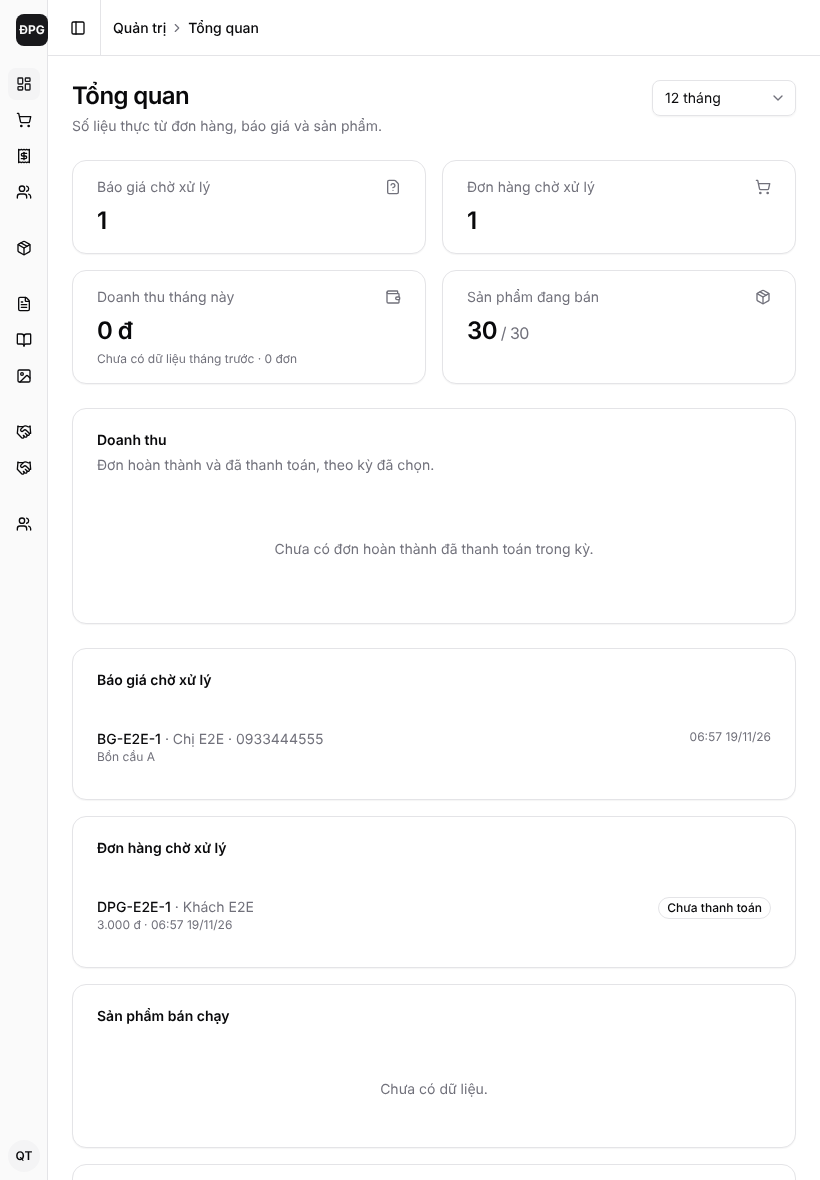 ĐPG
Quản trị > Tổng quan
Tổng quan
12 tháng
Số liệu thực từ đơn hàng, báo giá và sản phẩm.
Báo giá chờ xử lý
1
Đơn hàng chờ xử lý
1
Doanh thu tháng này
0 đ
Chưa có dữ liệu tháng trước · 0 đơn
Sản phẩm đang bán
30 / 30
Doanh thu
Đơn hoàn thành và đã thanh toán, theo kỳ đã chọn.
Chưa có đơn hoàn thành đã thanh toán trong kỳ.
Báo giá chờ xử lý
BG-E2E-1 · Chị E2E · 0933444555
06:57 19/11/26
Bồn cầu A
Đơn hàng chờ xử lý
DPG-E2E-1 · Khách E2E
Chưa thanh toán
3.000 đ · 06:57 19/11/26
Sản phẩm bán chạy
Chưa có dữ liệu.
QT